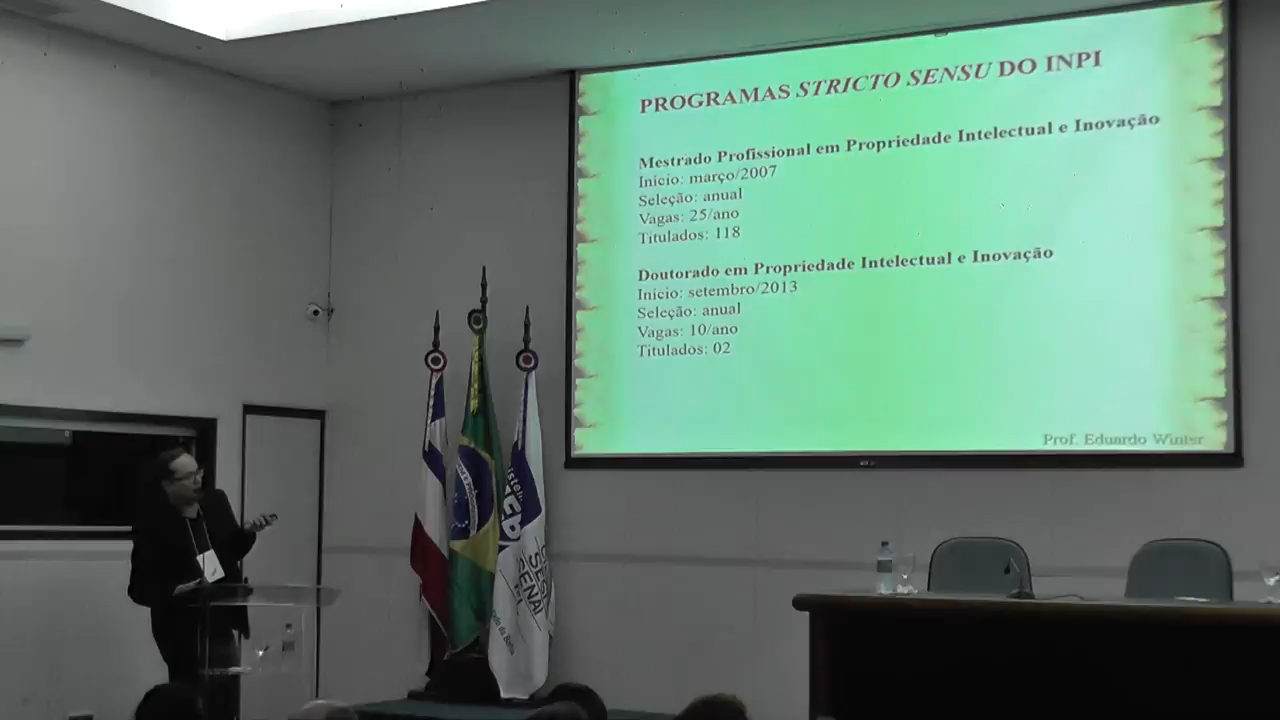 PROGRAMAS STRICTO SENSU DO INPI
Mestrado Profissional em Propriedade Intelectual e Inovação
Início: março/2007
Seleção: anual
Vagas: 25/ano
Titulados: 118
Doutorado em Propriedade Intelectual e Inovação
Início: setembro/2013
Seleção: anual
Vagas: 10/ano
Titulados: 02
Prof. Eduardo Winter
SESI
SENAI